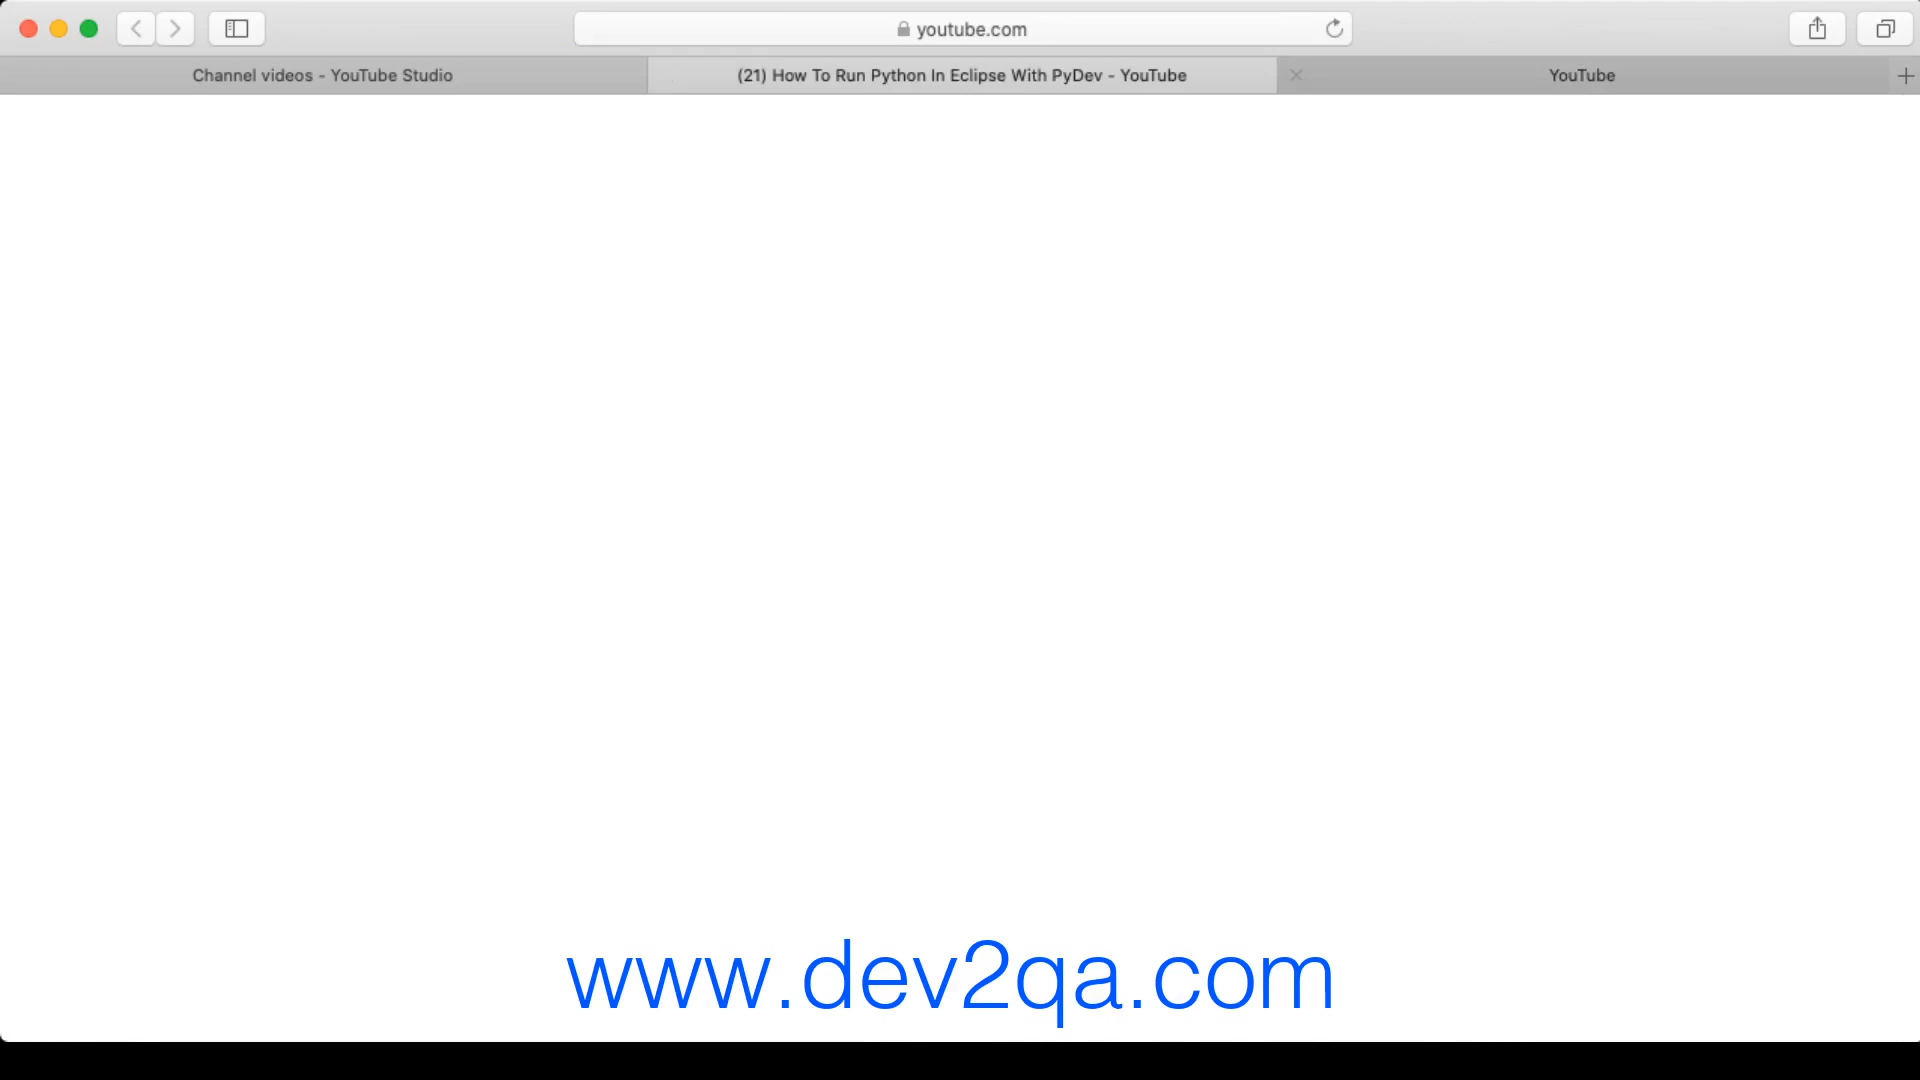 youtube.com
Channel videos - YouTube Studio
(21) How To Run Python In Eclipse With PyDev - YouTube
YouTube
www.dev2qa.com